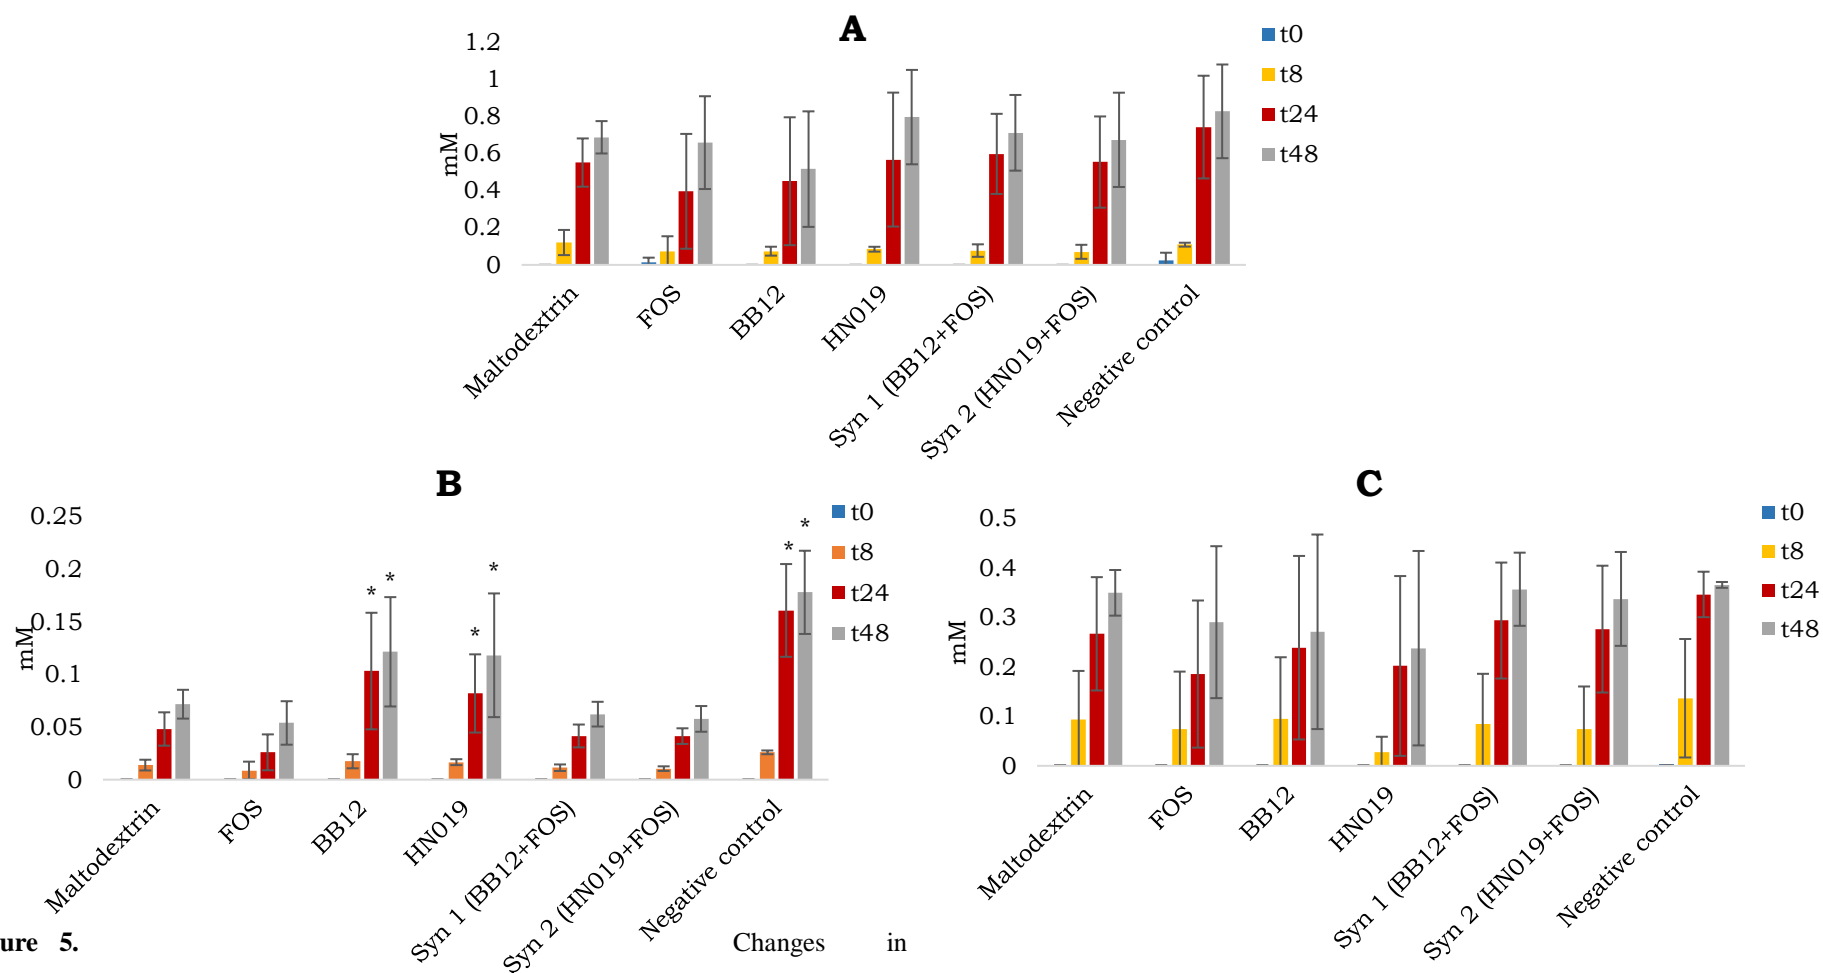 A
1.2
1
0.8
0.6
0.4
0.2
0
mM
t0
t8
t24
t48
Maltodextrin
FOS
BB12
HN019
Syn 1 (BB12+FOS)
Syn 2 (HN019+FOS)
Negative control
B
0.25
0.2
0.15
0.1
0.05
0
mM
* * * * * *
t0
t8
t24
t48
Maltodextrin
FOS
BB12
HN019
Syn 1 (BB12+FOS)
Syn 2 (HN019+FOS)
Negative control
C
0.5
0.4
0.3
0.2
0.1
0
mM
t0
t8
t24
t48
Maltodextrin
FOS
BB12
HN019
Syn 1 (BB12+FOS)
Syn 2 (HN019+FOS)
Negative control
ure 5. Changes in